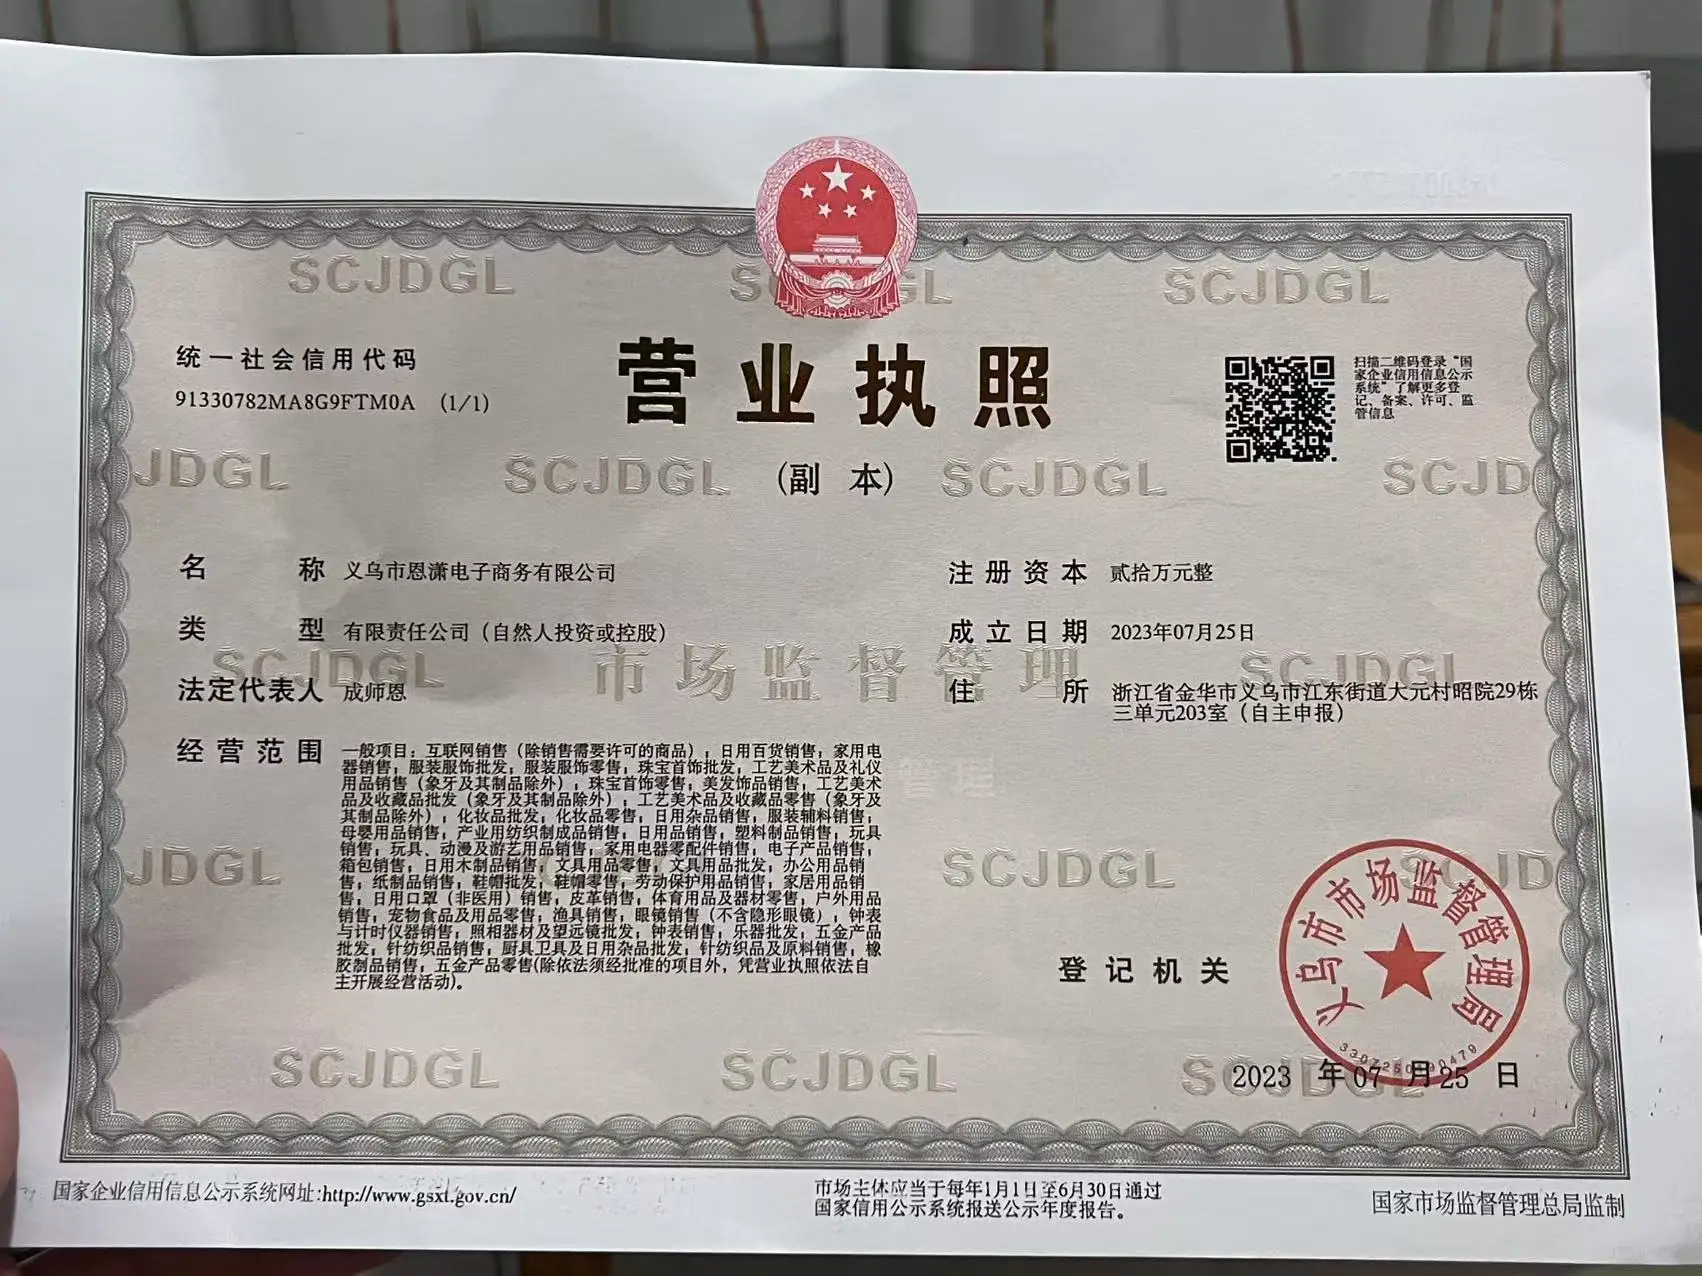 SCJDGL
SCJDGL
统一社会信用代码
91330782MA8G9FTM0A (1/1)
营业执照
(副 本)
扫描二维码登录“国
家企业信用信息公示
系统”了解更多登
记、备案、许可、监
管信息
JDGL
SCJDGL
SCJDGL
SCJD
名称 义乌市恩潇电子商务有限公司
注册资本 贰拾万元整
类型 有限责任公司（自然人投资或控股）
成立日期 2023年07月25日
SCJDGL
市场监督管理
SCJDGL
法定代表人 成师恩
住所 浙江省金华市义乌市江东街道大元村昭院29栋
三单元203室（自主申报）
经营范围 一般项目：互联网销售（除销售需要许可的商品）；日用百货销售；家用电
器销售；服装服饰批发；服装服饰零售；珠宝首饰批发；工艺美术品及礼仪
用品销售（象牙及其制品除外）；珠宝首饰零售；美发饰品销售；工艺美术
品及收藏品批发（象牙及其制品除外）；工艺美术品及收藏品零售（象牙及
其制品除外）；化妆品批发；化妆品零售；日用杂品销售；服装辅料销售；
母婴用品销售；产业用纺织制成品销售；日用品销售；塑料制品销售；玩具
销售；玩具、动漫及游艺用品销售；家用电器零配件销售；电子产品销售；
箱包销售；日用木制品销售；文具用品零售；文具用品批发；办公用品销
售；纸制品销售；鞋帽批发；鞋帽零售；劳动保护用品销售；家居用品销
售；日用口罩（非医用）销售；皮革销售；体育用品及器材零售；户外用品
销售；宠物食品及用品零售；渔具销售；眼镜销售（不含隐形眼镜）；钟表
与计时仪器销售；照相器材及望远镜批发；钟表销售；乐器批发；五金产品
批发；针纺织品销售；厨具卫具及日用杂品批发；针纺织品及原料销售；橡
胶制品销售；五金产品零售(除依法须经批准的项目外，凭营业执照依法自
主开展经营活动)。
管理
JDGL
SCJDGL
登记机关
义乌市市场监督管理局
SCJDGL
SCJDGL
2023 年07 月25 日
国家企业信用信息公示系统网址:http://www.gsxt.gov.cn/
市场主体应当于每年1月1日至6月30日通过
国家信用公示系统报送公示年度报告。
国家市场监督管理总局监制